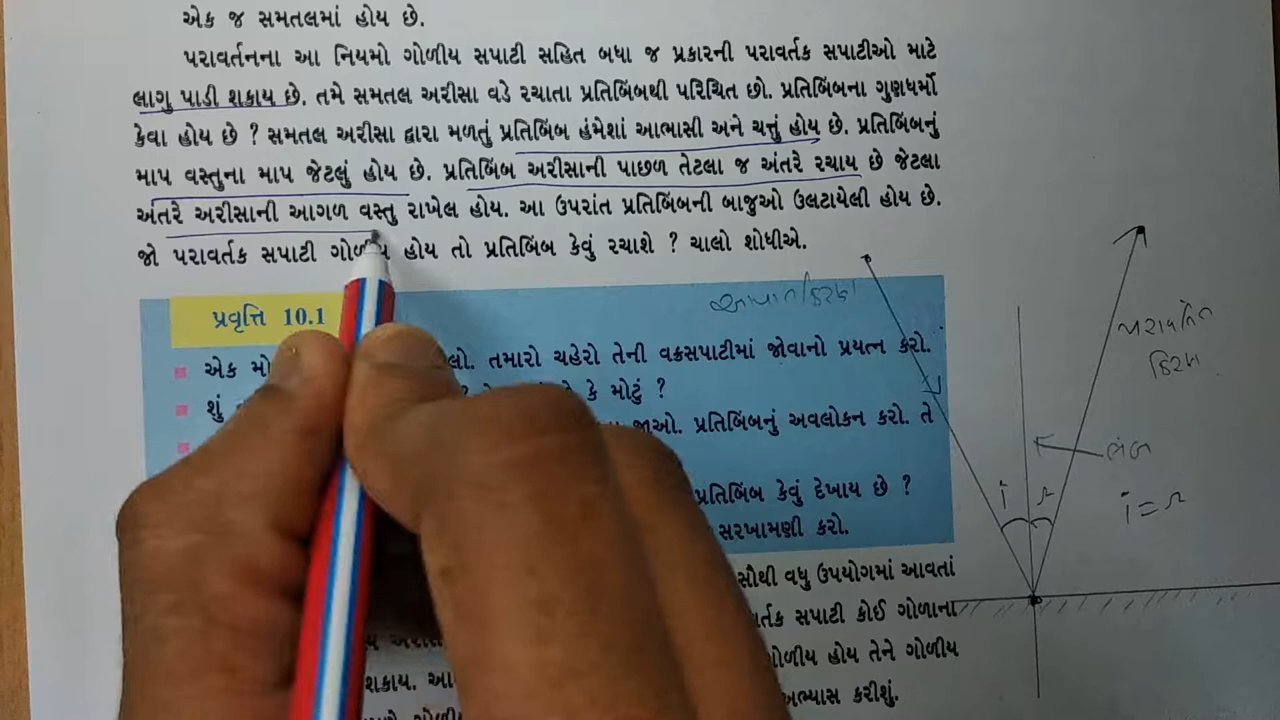 એક જ સમતલમાં હોય છે.
પરાવર્તનના આ નિયમો ગોળીય સપાટી સહિત બધા જ પ્રકારની પરાવર્તક સપાટીઓ માટે
લાગુ પાડી શકાય છે. તમે સમતલ અરીસા વડે રચાતા પ્રતિબિંબથી પરિચિત છો. પ્રતિબિંબના ગુણધર્મો
કેવા હોય છે ? સમતલ અરીસા દ્વારા મળતું પ્રતિબિંબ હંમેશાં આભાસી અને ચત્તું હોય છે. પ્રતિબિંબનું
માપ વસ્તુના માપ જેટલું હોય છે. પ્રતિબિંબ અરીસાની પાછળ તેટલા જ અંતરે રચાય છે જેટલા
અંતરે અરીસાની આગળ વસ્તુ રાખેલ હોય. આ ઉપરાંત પ્રતિબિંબની બાજુઓ ઉલટાયેલી હોય છે.
જો પરાવર્તક સપાટી ગોળીય હોય તો પ્રતિબિંબ કેવું રચાશે ? ચાલો શોધીએ.
પ્રવૃત્તિ 10.1
એક તમારો ચહેરો તેની વક્રસપાટીમાં જોવાનો પ્રયત્ન કરો.
શું કે મોટું ?
જાઓ. પ્રતિબિંબનું અવલોકન કરો. તે
પ્રતિબિંબ કેવું દેખાય છે ?
સરખામણી કરો.
સૌથી વધુ ઉપયોગમાં આવતાં
સપાટી કોઈ ગોળાના
ગોળીય હોય તેને ગોળીય
શકાય. આ કરીશું.
આપાતકિરણ
પરાવર્તિત
કિરણ
લંબ
i r
i = r